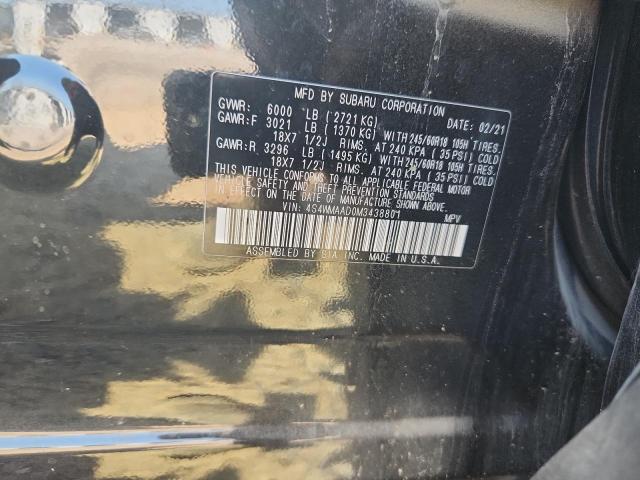 MFD BY SUBARU CORPORATION
GVWR: 6000 LB (2721 KG) DATE: 02/21
GAWR:F 3021 LB (1370 KG) WITH 245/60R18 105H TIRES,
18X7 1/2J RIMS, AT 240 KPA (35 PSI) COLD
GAWR:R 3296 LB (1495 KG) WITH 245/60R18 105H TIRES,
18X7 1/2J RIMS, AT 240 KPA (35 PSI) COLD
THIS VEHICLE CONFORMS TO ALL APPLICABLE FEDERAL MOTOR
VEHICLE SAFETY AND THEFT PREVENTION STANDARDS
IN EFFECT ON THE DATE OF MANUFACTURE SHOWN ABOVE.
VIN: 4S4WMAAD0M3438801 MPV
ASSEMBLED BY SIA INC. MADE IN U.S.A.